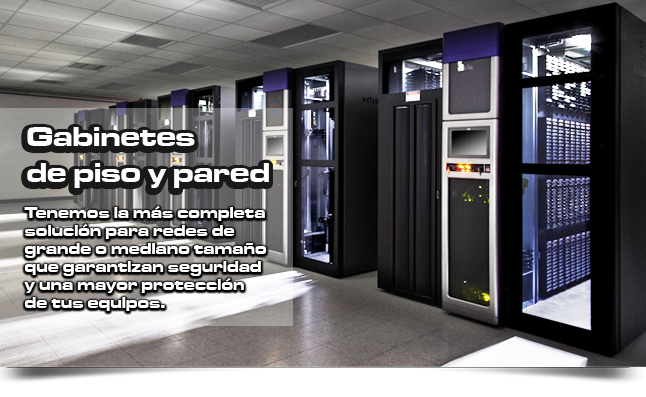 Gabinetes
de piso y pared
Tenemos la más completa
solución para redes de
grande o mediano tamaño
que garantizan seguridad
y una mayor protección
de tus equipos.